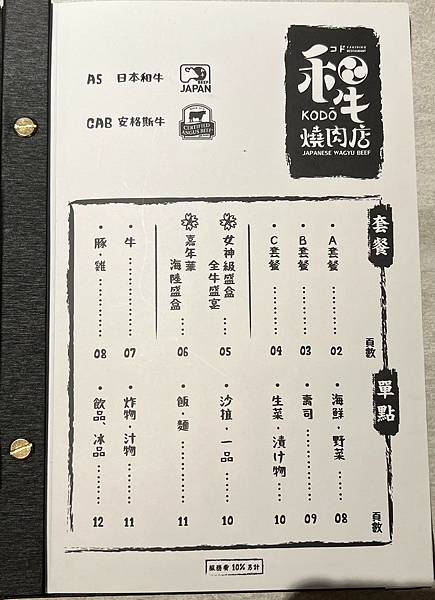 コド KAKINIKU RESTAURANT
和牛
KODŌ
燒肉店
JAPANESE WAGYU BEEF
A5 日本和牛
BEEF
JAPAN
CAB 安格斯牛
CERTIFIED
ANGUS BEEF
套餐
頁數
• A套餐 ………… 02
• B套餐 ………… 03
• C套餐 ………… 04
女神級盛盒
全牛盛宴 …… 05
嘉年華
海陸盛盒 …… 06
• 牛 ………… 07
• 豚・雞 ………… 08
單點
頁數
• 海鮮・野菜 ……… 08
• 壽司 ………… 09
• 生菜・漬け物 …… 10
• 沙拉・一品 ……… 10
• 飯・麵 ………… 11
• 炸物・汁物 ……… 11
• 飲品、冰品 ……… 12
服務費 10% 另計